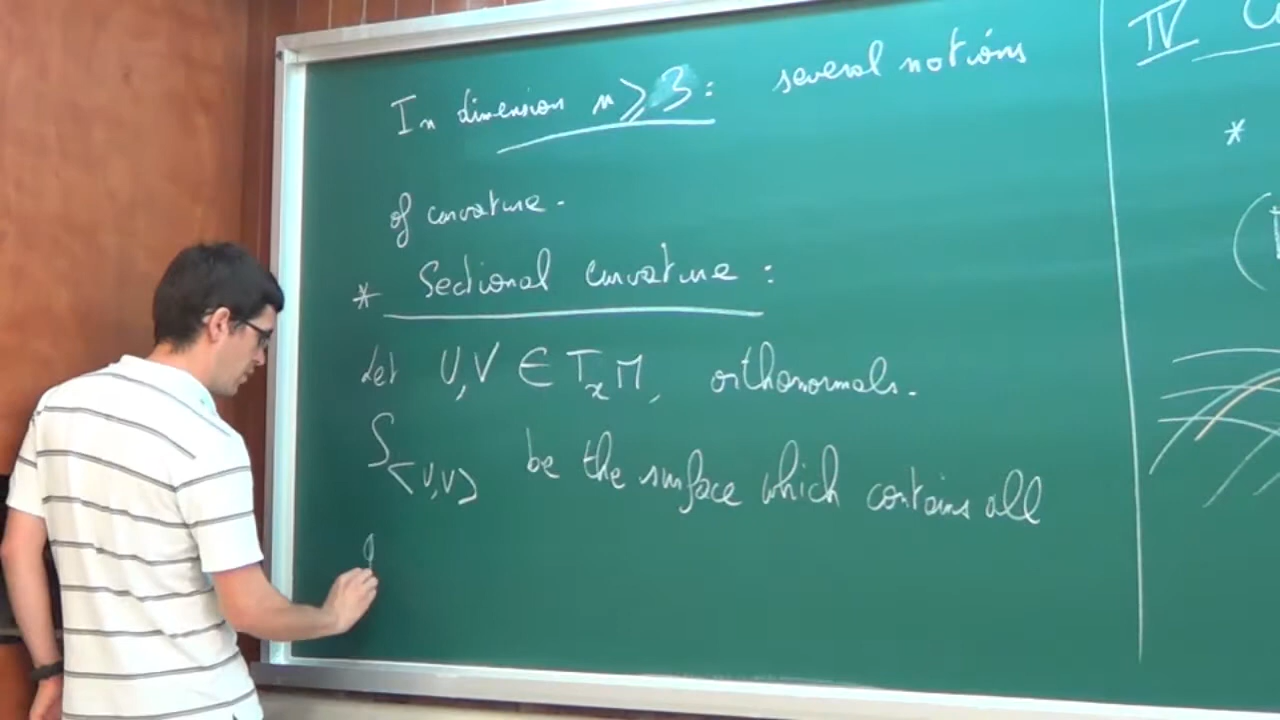 In dimension n ⩾ 3 : several notions
of curvature.
* Sectional curvature :
Let U, V ∈ TₓM, orthonormals.
S<U,V> be the surface which contains all
IV
*